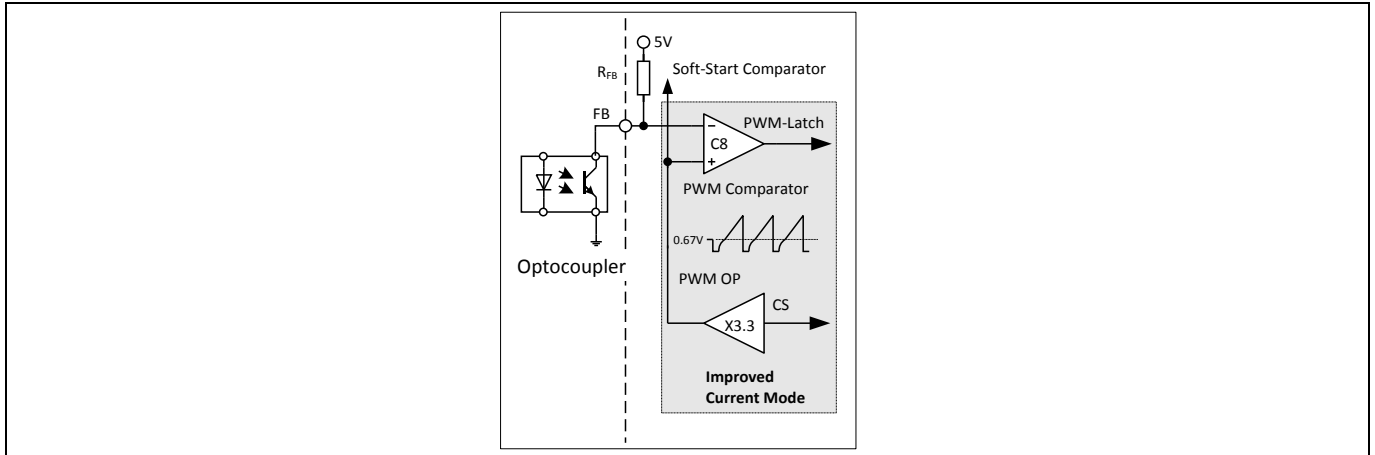 5V
R_FB
Soft-Start Comparator
FB
PWM-Latch
−
C8
+
PWM Comparator
0.67V
Optocoupler
PWM OP
CS
X3.3
Improved
Current Mode